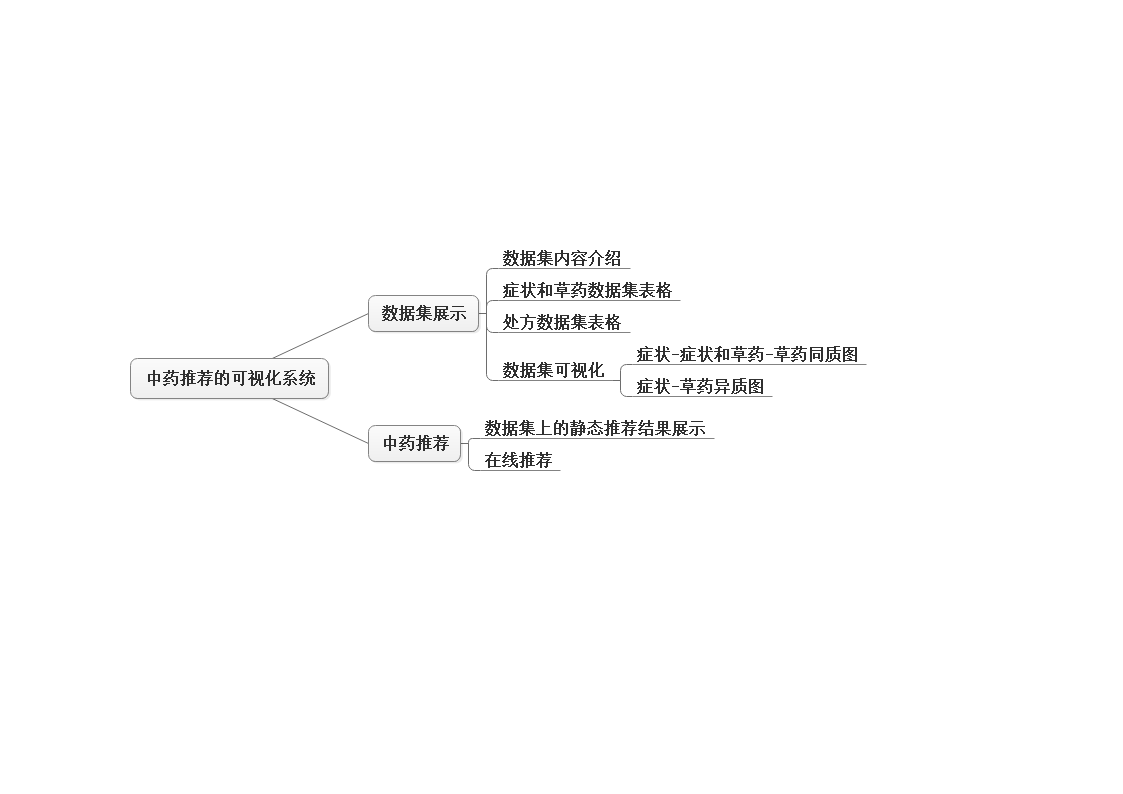 中药推荐的可视化系统
数据集展示
数据集内容介绍
症状和草药数据集表格
处方数据集表格
数据集可视化
症状-症状和草药-草药同质图
症状-草药异质图
中药推荐
数据集上的静态推荐结果展示
在线推荐